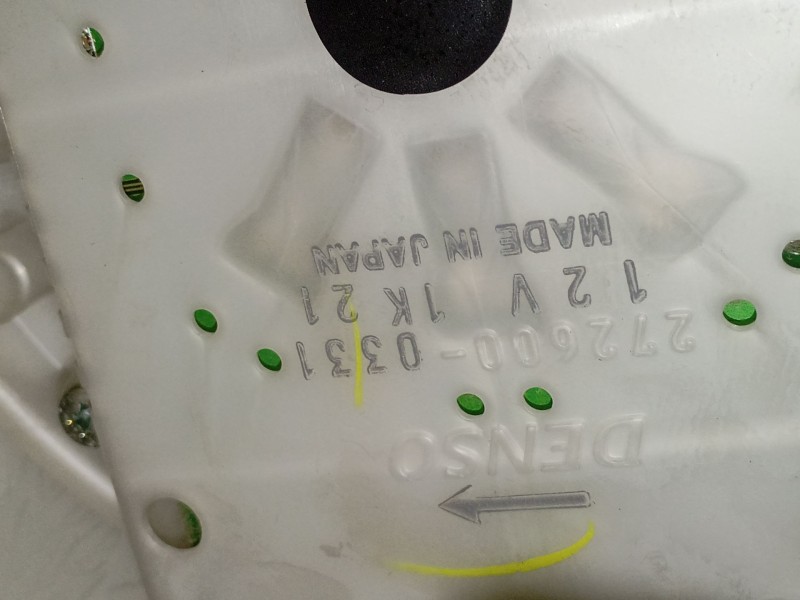 DENSO
272600-0331
12V 1K21
MADE IN JAPAN